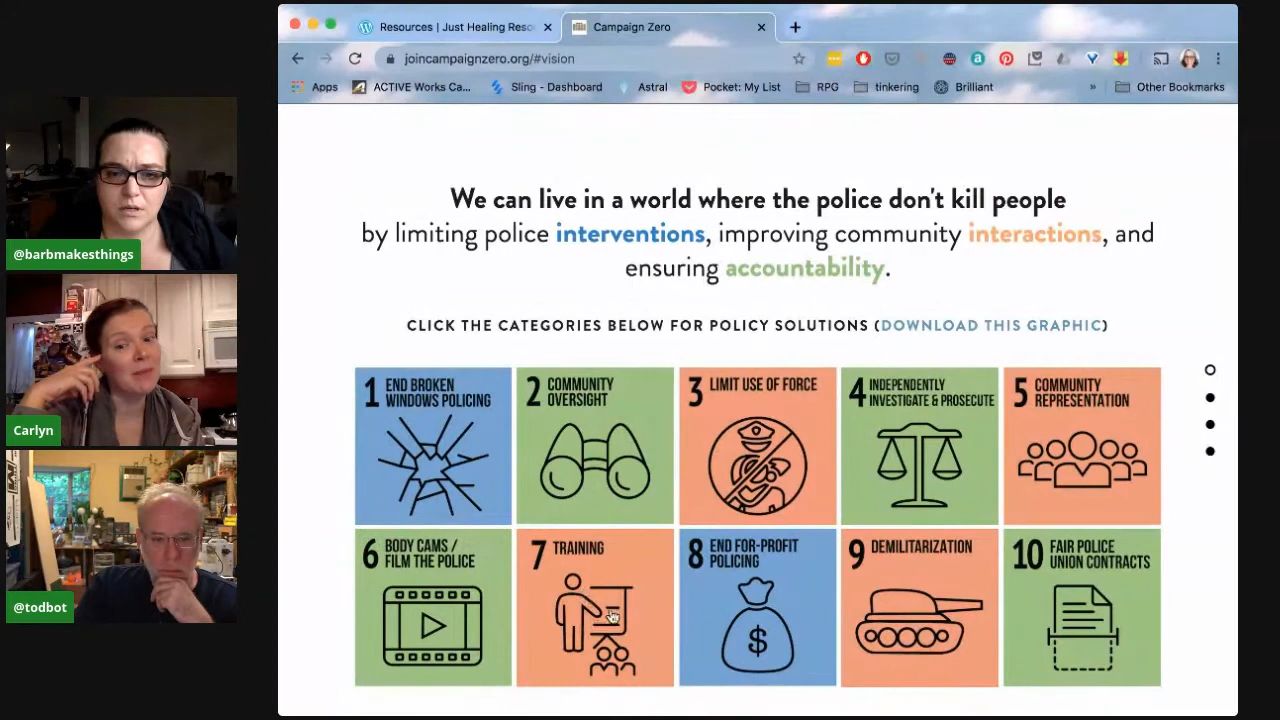 Resources | Just Healing Reso
Campaign Zero
joincampaignzero.org/#vision
Apps
ACTIVE Works Ca...
Sling - Dashboard
Astral
Pocket: My List
RPG
tinkering
Brilliant
»
Other Bookmarks
We can live in a world where the police don't kill people
by limiting police interventions, improving community interactions, and
ensuring accountability.
CLICK THE CATEGORIES BELOW FOR POLICY SOLUTIONS (DOWNLOAD THIS GRAPHIC)
1 END BROKEN
WINDOWS POLICING
2 COMMUNITY
OVERSIGHT
3 LIMIT USE OF FORCE
4 INDEPENDENTLY
INVESTIGATE & PROSECUTE
5 COMMUNITY
REPRESENTATION
6 BODY CAMS /
FILM THE POLICE
7 TRAINING
8 END FOR-PROFIT
POLICING
$
9 DEMILITARIZATION
10 FAIR POLICE
UNION CONTRACTS
@barbmakesthings
Carlyn
@todbot